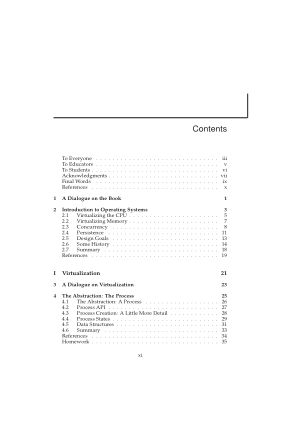 Contents
To Everyone . . . . . . . . . . . . . . . . . . . . . . . . . iii
To Educators . . . . . . . . . . . . . . . . . . . . . . . . . v
To Students . . . . . . . . . . . . . . . . . . . . . . . . . vi
Acknowledgments . . . . . . . . . . . . . . . . . . . . . . . vii
Final Words . . . . . . . . . . . . . . . . . . . . . . . . . ix
References . . . . . . . . . . . . . . . . . . . . . . . . . x
1 A Dialogue on the Book 1
2 Introduction to Operating Systems 3
2.1 Virtualizing the CPU . . . . . . . . . . . . . . . . . . . 5
2.2 Virtualizing Memory . . . . . . . . . . . . . . . . . . . 7
2.3 Concurrency . . . . . . . . . . . . . . . . . . . . . . . 8
2.4 Persistence . . . . . . . . . . . . . . . . . . . . . . . 11
2.5 Design Goals . . . . . . . . . . . . . . . . . . . . . . 13
2.6 Some History . . . . . . . . . . . . . . . . . . . . . . 14
2.7 Summary . . . . . . . . . . . . . . . . . . . . . . . . . 18
References . . . . . . . . . . . . . . . . . . . . . . . . . 19
I Virtualization 21
3 A Dialogue on Virtualization 23
4 The Abstraction: The Process 25
4.1 The Abstraction: A Process . . . . . . . . . . . . . . . . 26
4.2 Process API . . . . . . . . . . . . . . . . . . . . . . . 27
4.3 Process Creation: A Little More Detail . . . . . . . . . . 28
4.4 Process States . . . . . . . . . . . . . . . . . . . . . . 29
4.5 Data Structures . . . . . . . . . . . . . . . . . . . . . 31
4.6 Summary . . . . . . . . . . . . . . . . . . . . . . . . . 33
References . . . . . . . . . . . . . . . . . . . . . . . . . 34
Homework . . . . . . . . . . . . . . . . . . . . . . . . . . 35
xi